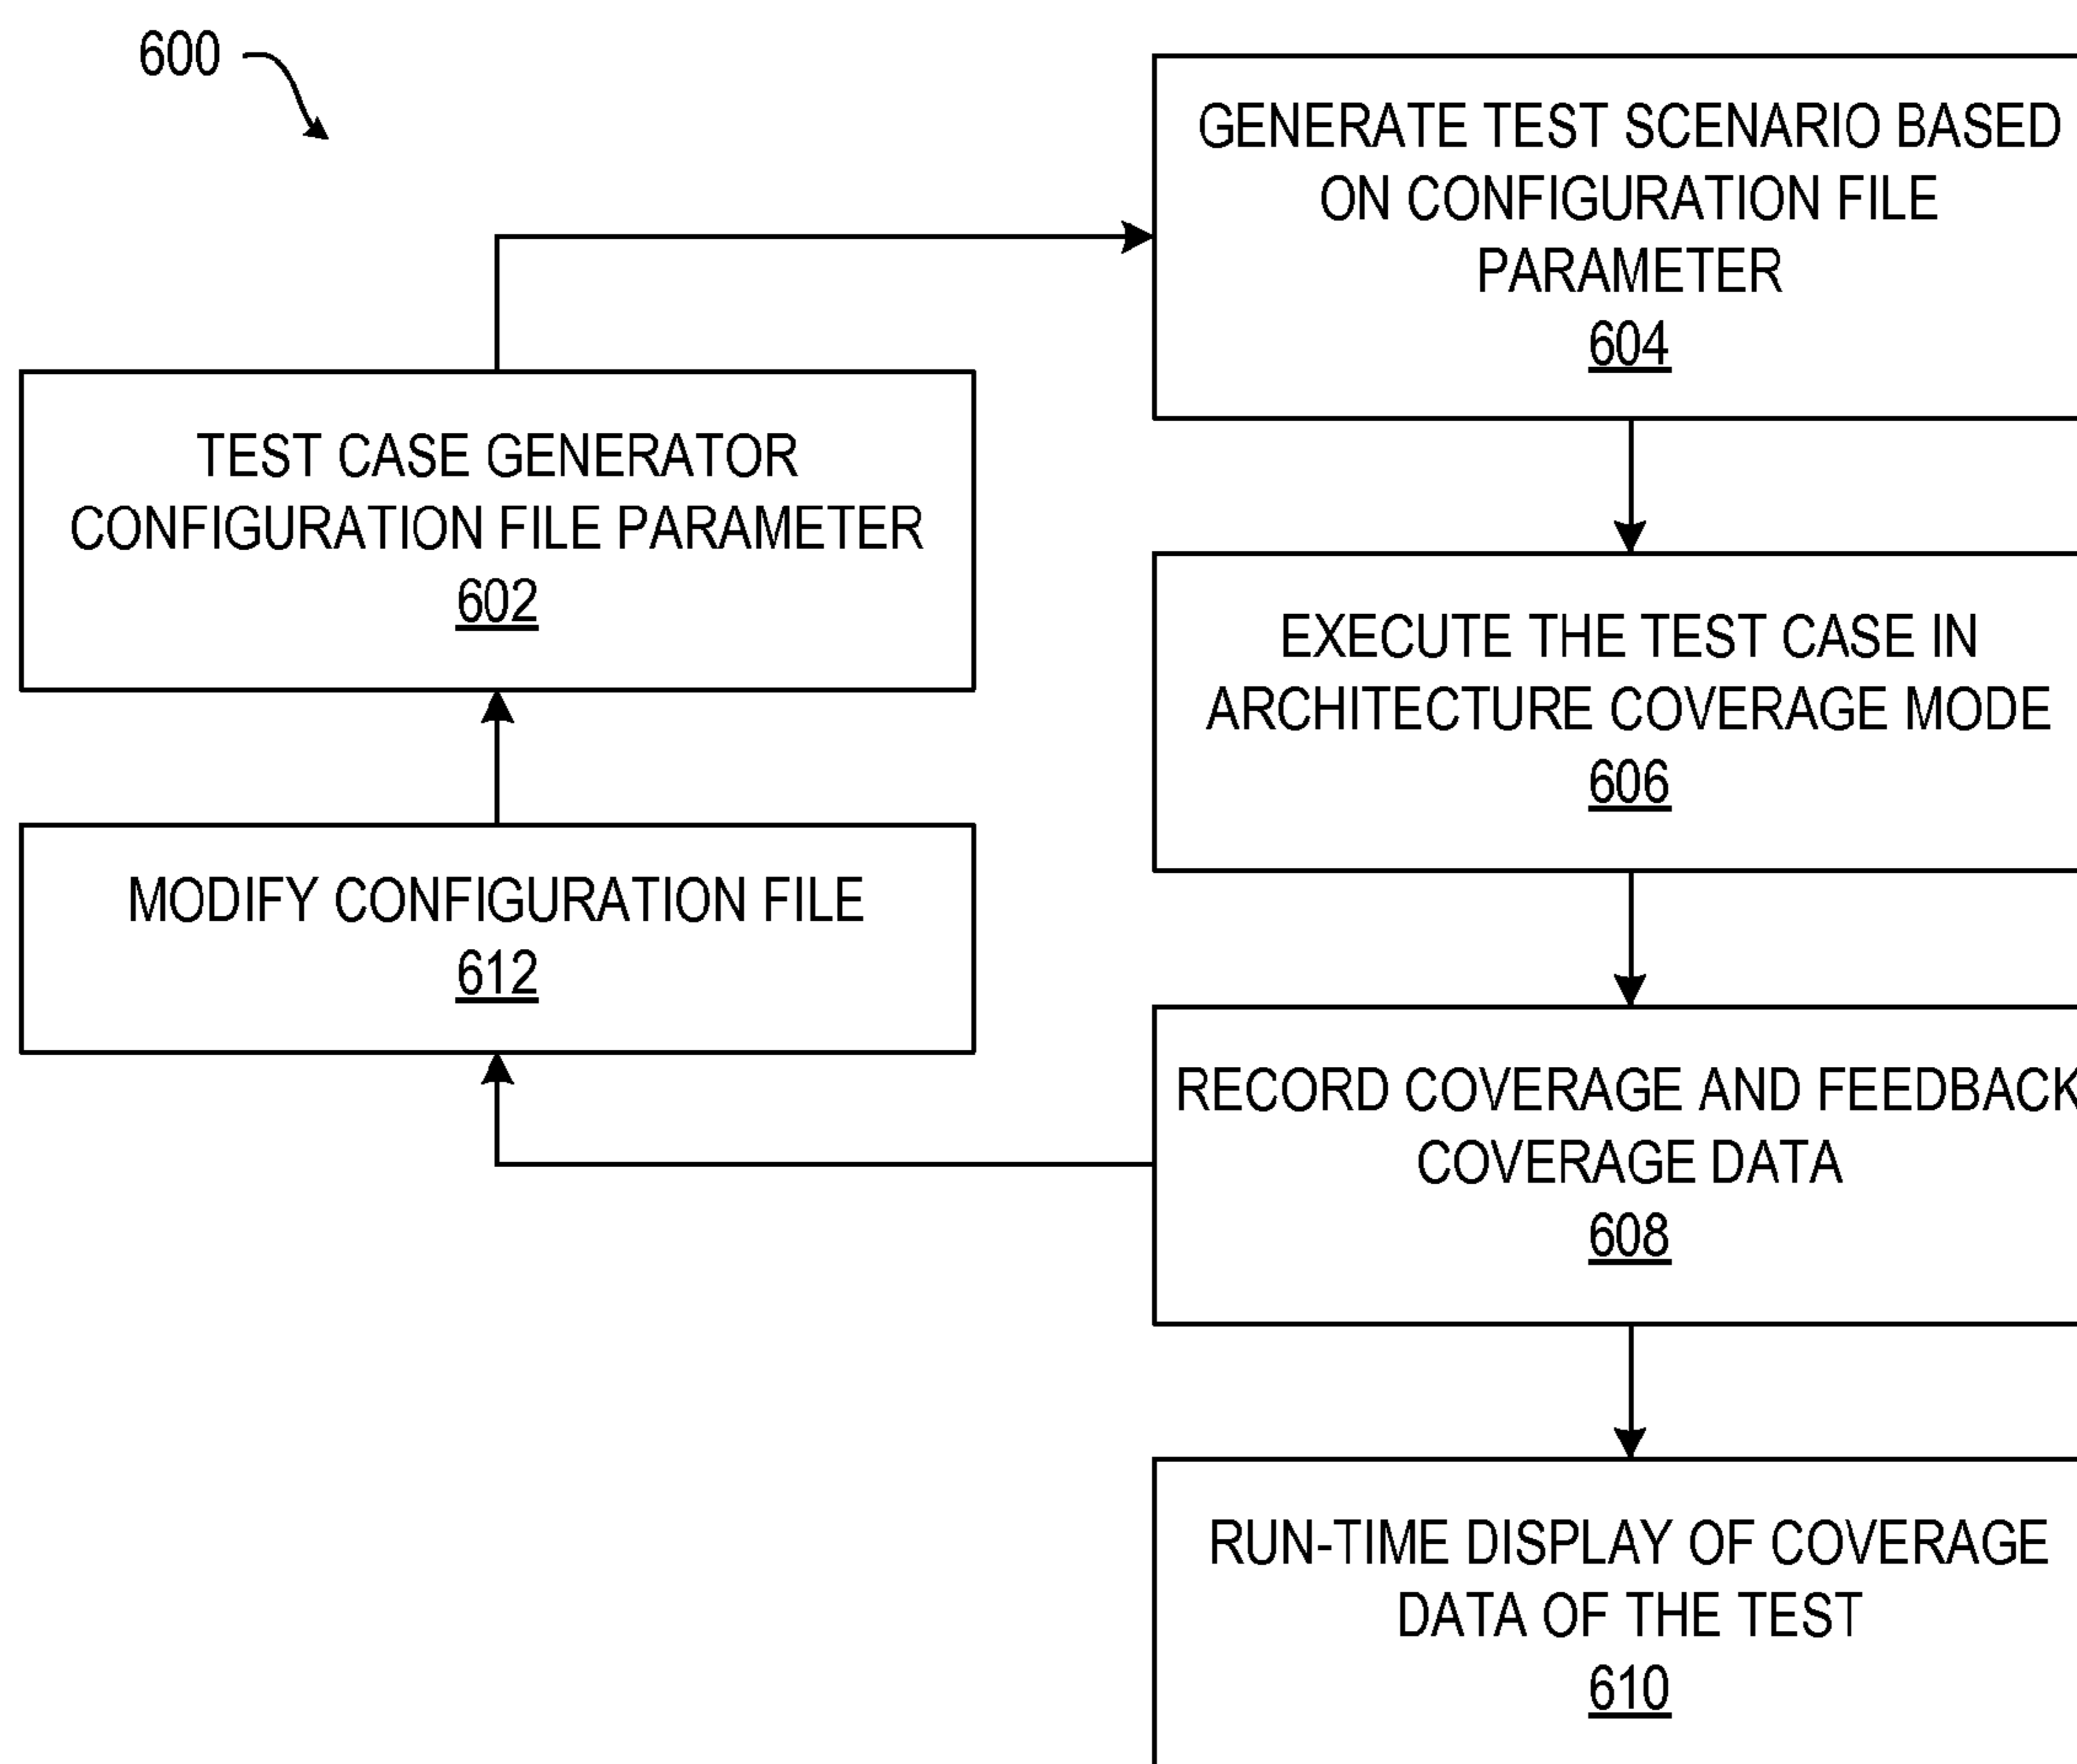 600
GENERATE TEST SCENARIO BASED
ON CONFIGURATION FILE
PARAMETER
604
TEST CASE GENERATOR
CONFIGURATION FILE PARAMETER
602
EXECUTE THE TEST CASE IN
ARCHITECTURE COVERAGE MODE
606
MODIFY CONFIGURATION FILE
612
RECORD COVERAGE AND FEEDBACK
COVERAGE DATA
608
RUN-TIME DISPLAY OF COVERAGE
DATA OF THE TEST
610